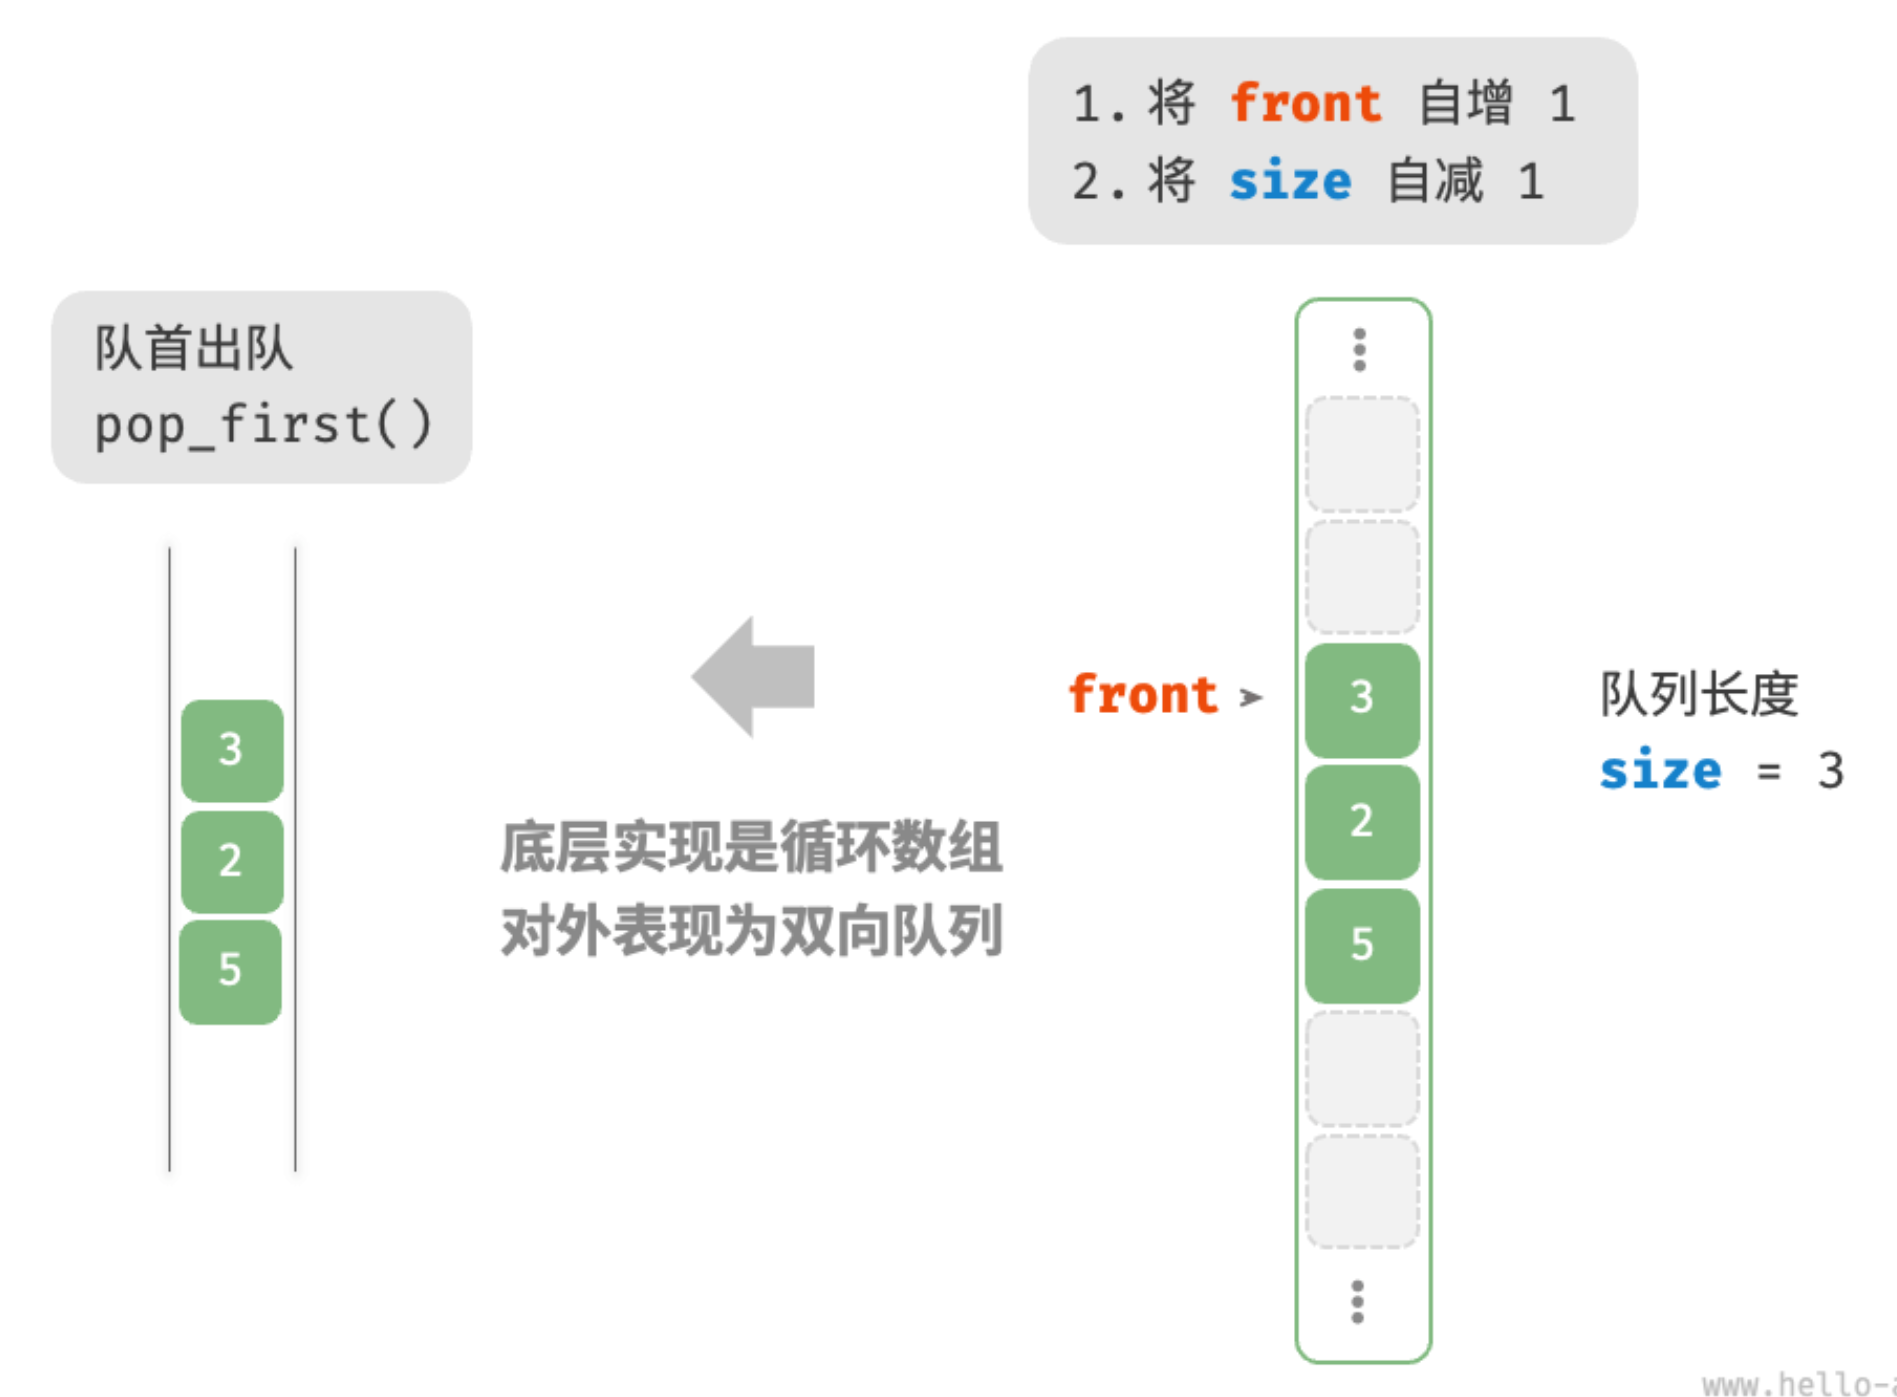 1. 将 front 自增 1
2. 将 size 自减 1
队首出队
pop_first()
3
2
5
底层实现是循环数组
对外表现为双向队列
front
3
2
5
队列长度
size = 3
www.hello-